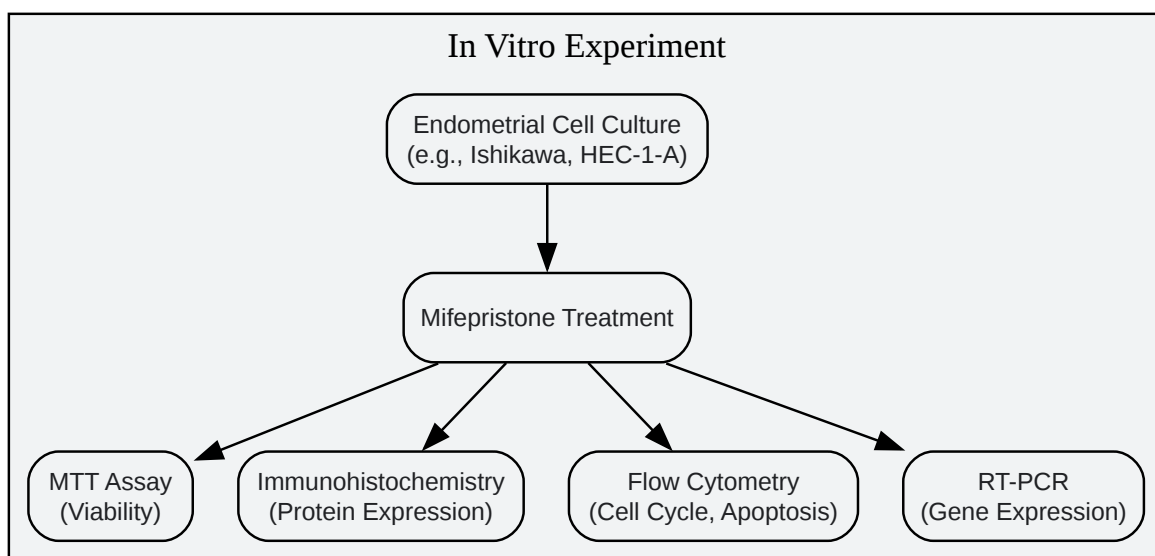 In Vitro Experiment
Endometrial Cell Culture
(e.g., Ishikawa, HEC-1-A)
Mifepristone Treatment
MTT Assay
(Viability)
Immunohistochemistry
(Protein Expression)
Flow Cytometry
(Cell Cycle, Apoptosis)
RT-PCR
(Gene Expression)